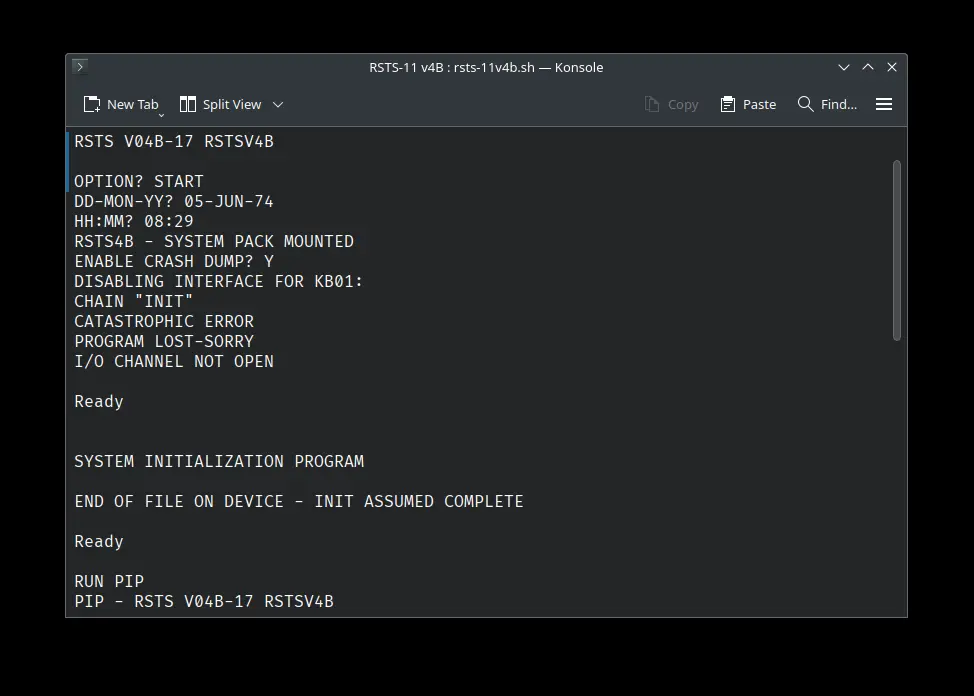 RSTS-11 v4B : rsts-11v4b.sh — Konsole
New Tab Split View Copy Paste Find...
RSTS V04B-17 RSTSV4B
OPTION? START
DD-MON-YY? 05-JUN-74
HH:MM? 08:29
RSTS4B - SYSTEM PACK MOUNTED
ENABLE CRASH DUMP? Y
DISABLING INTERFACE FOR KB01:
CHAIN "INIT"
CATASTROPHIC ERROR
PROGRAM LOST-SORRY
I/O CHANNEL NOT OPEN
Ready
SYSTEM INITIALIZATION PROGRAM
END OF FILE ON DEVICE - INIT ASSUMED COMPLETE
Ready
RUN PIP
PIP - RSTS V04B-17 RSTSV4B